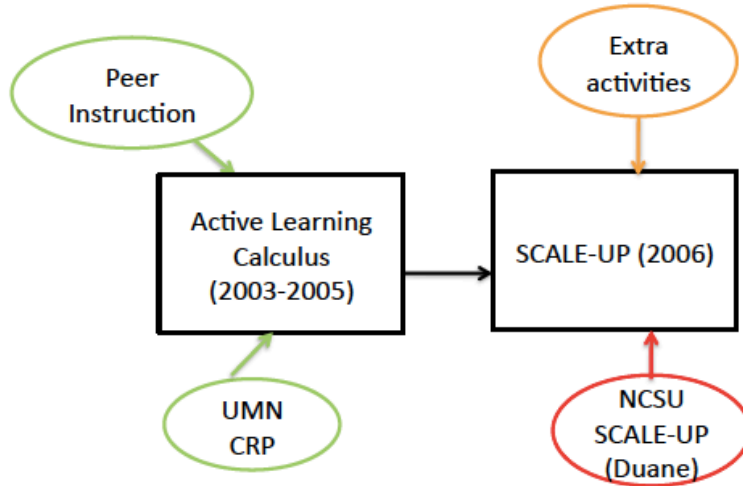 Peer
Instruction
Extra
activities
Active Learning
Calculus
(2003-2005)
SCALE-UP (2006)
UMN
CRP
NCSU
SCALE-UP
(Duane)